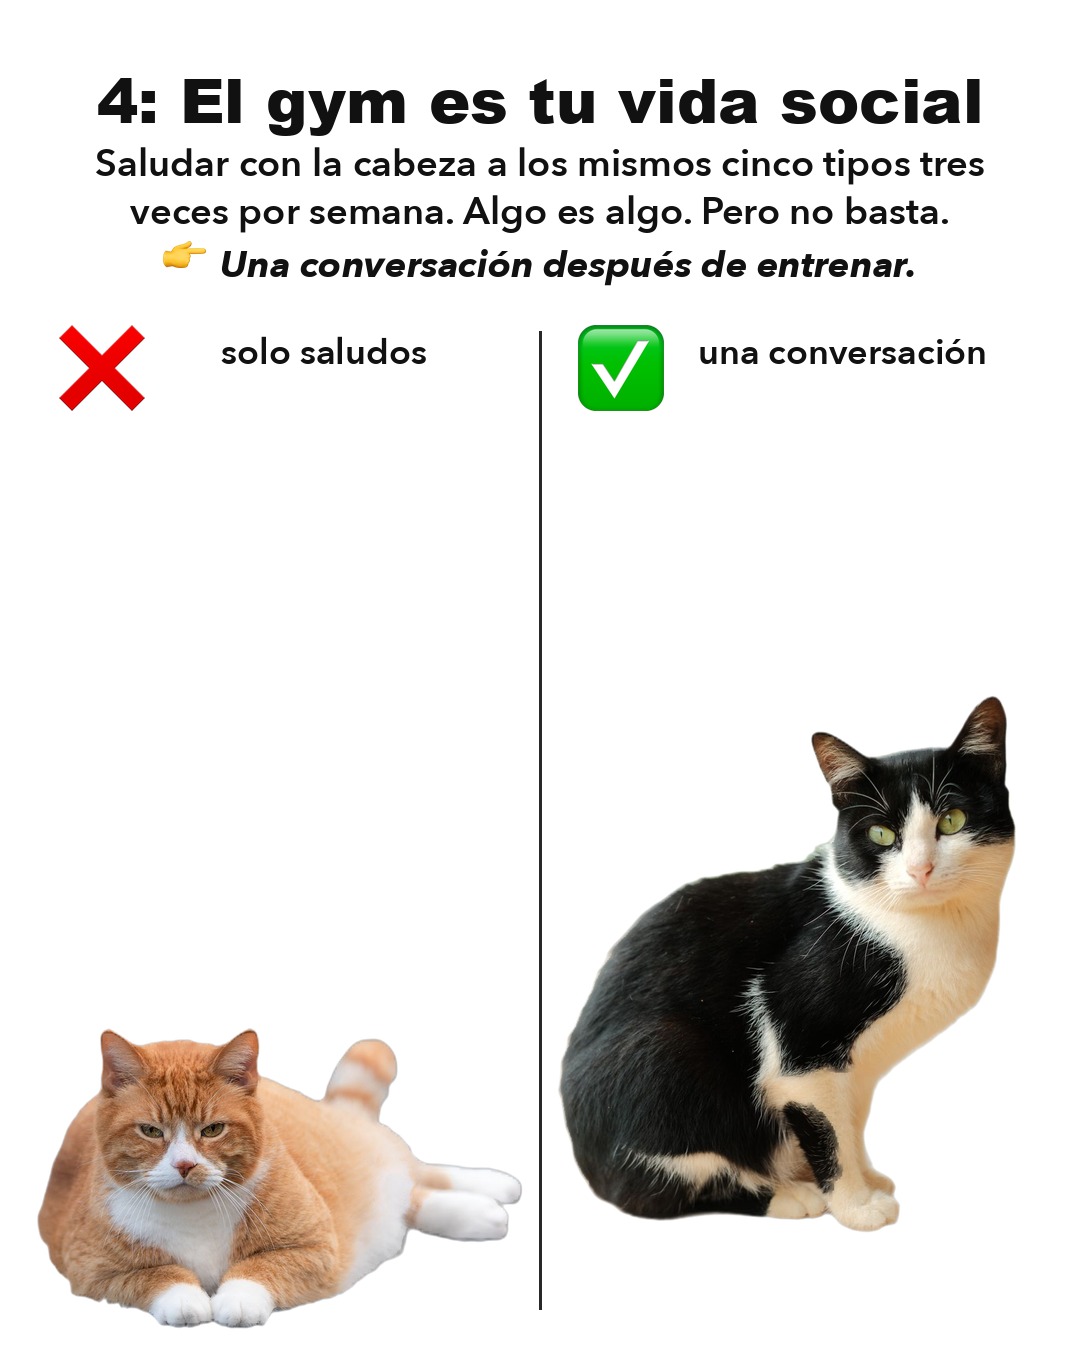 4: El gym es tu vida social
Saludar con la cabeza a los mismos cinco tipos tres
veces por semana. Algo es algo. Pero no basta.
👉 Una conversación después de entrenar.
solo saludos
una conversación